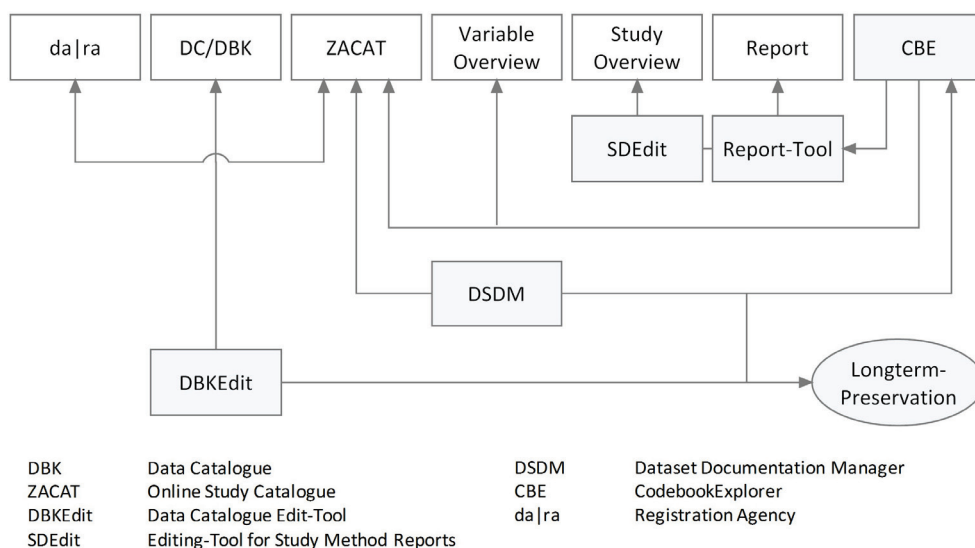 da|ra
DC/DBK
ZACAT
Variable
Overview
Study
Overview
Report
CBE
SDEdit
Report-Tool
DSDM
DBKEdit
Longterm-
Preservation
DBK Data Catalogue
ZACAT Online Study Catalogue
DBKEdit Data Catalogue Edit-Tool
SDEdit Editing-Tool for Study Method Reports
DSDM Dataset Documentation Manager
CBE CodebookExplorer
da|ra Registration Agency